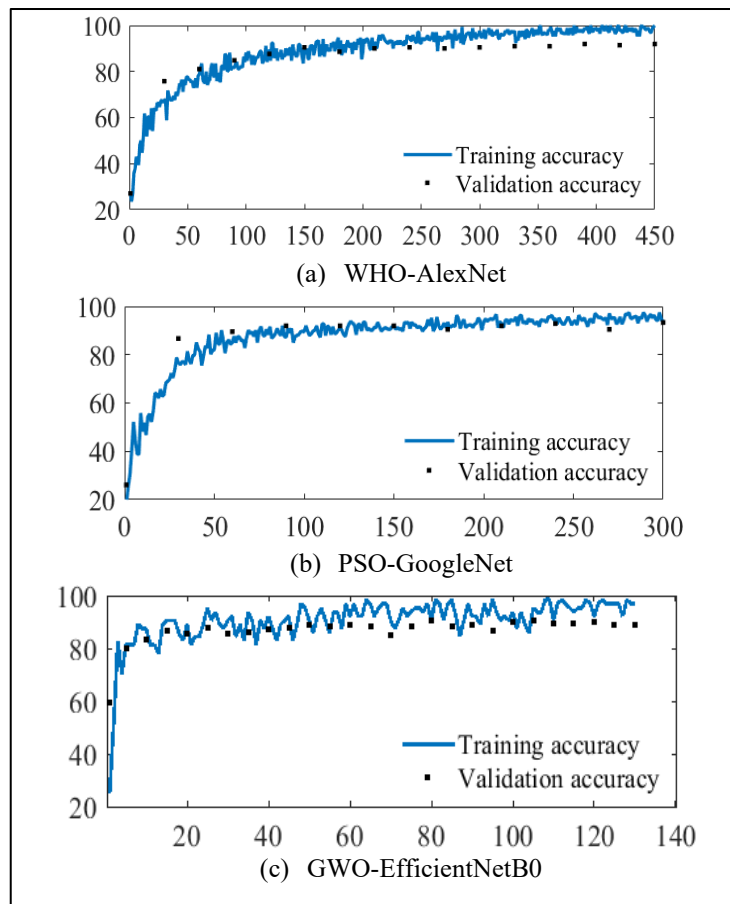 100
80
60
40
20
Training accuracy
Validation accuracy
0 50 100 150 200 250 300 350 400 450
(a) WHO-AlexNet
100
80
60
40
20
Training accuracy
Validation accuracy
0 50 100 150 200 250 300
(b) PSO-GoogleNet
100
80
60
40
20
Training accuracy
Validation accuracy
20 40 60 80 100 120 140
(c) GWO-EfficientNetB0